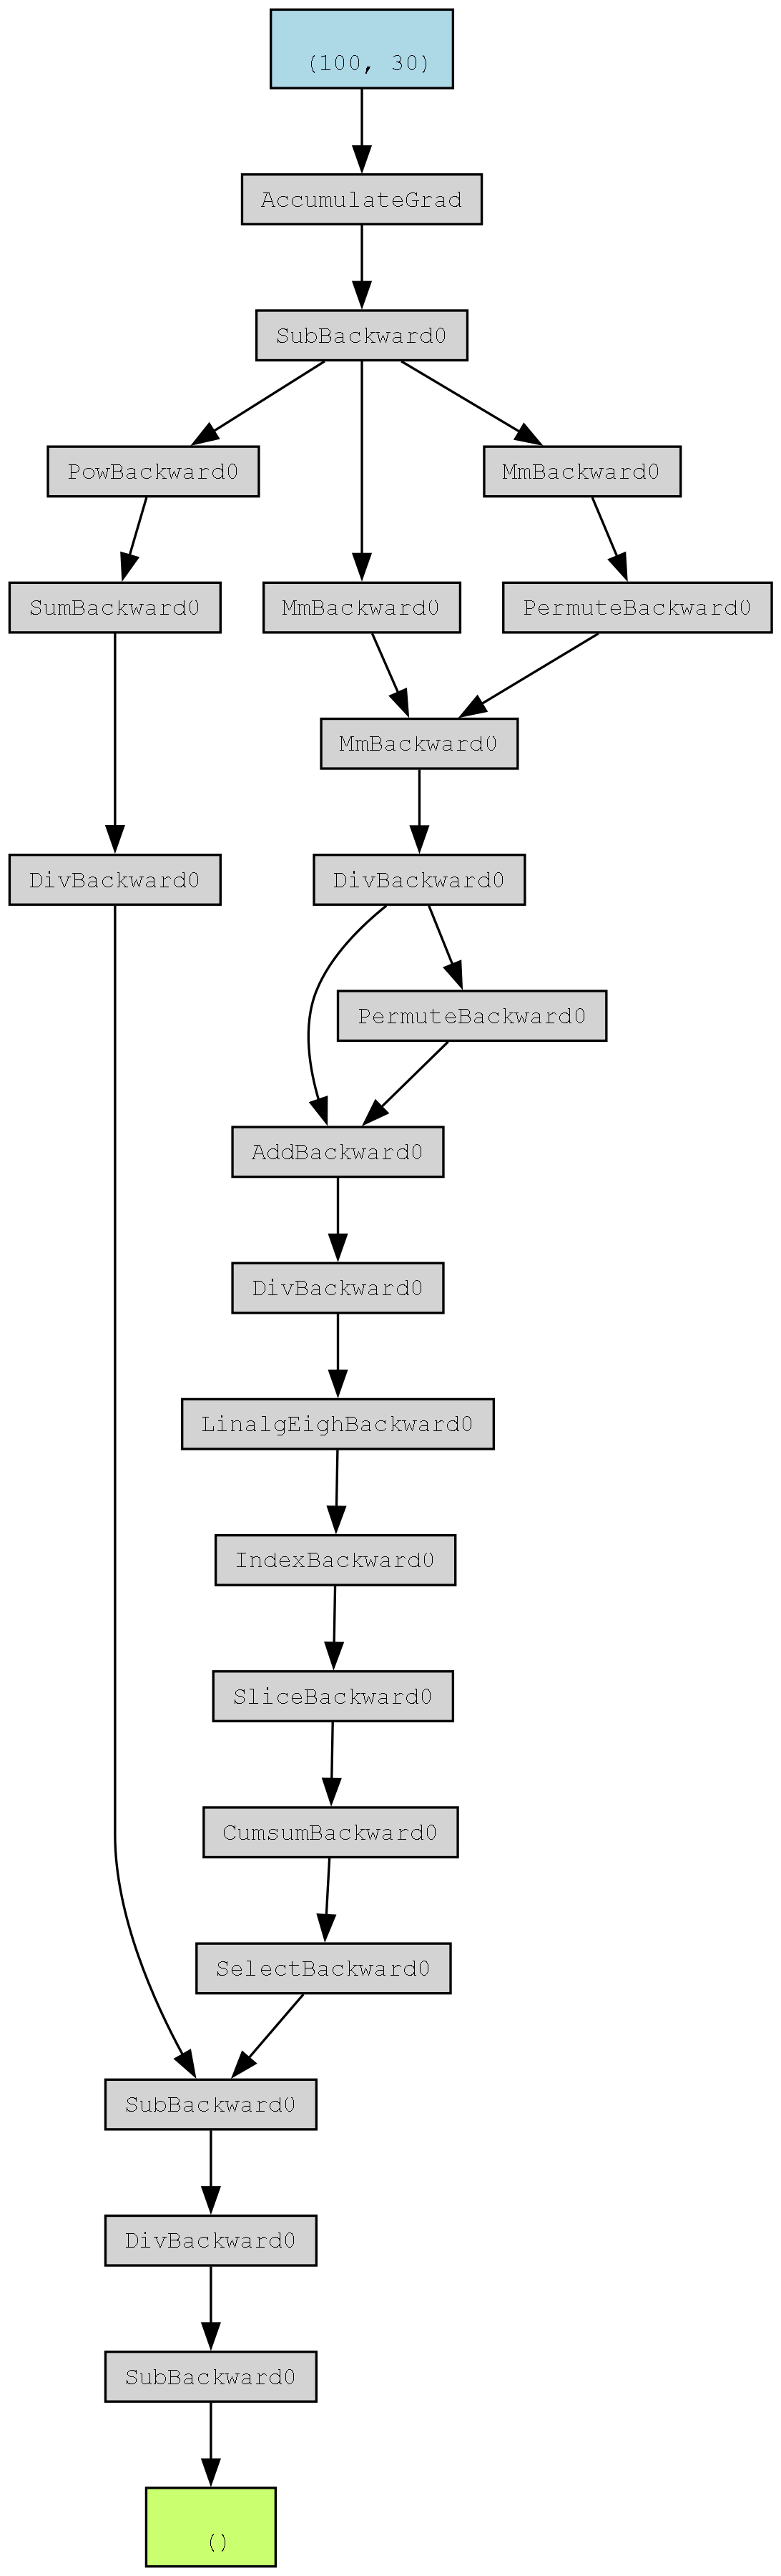 (100, 30)
AccumulateGrad
SubBackward0
PowBackward0
MmBackward0
SumBackward0
MmBackward0
PermuteBackward0
MmBackward0
DivBackward0
DivBackward0
PermuteBackward0
AddBackward0
DivBackward0
LinalgEighBackward0
IndexBackward0
SliceBackward0
CumsumBackward0
SelectBackward0
SubBackward0
DivBackward0
SubBackward0
()